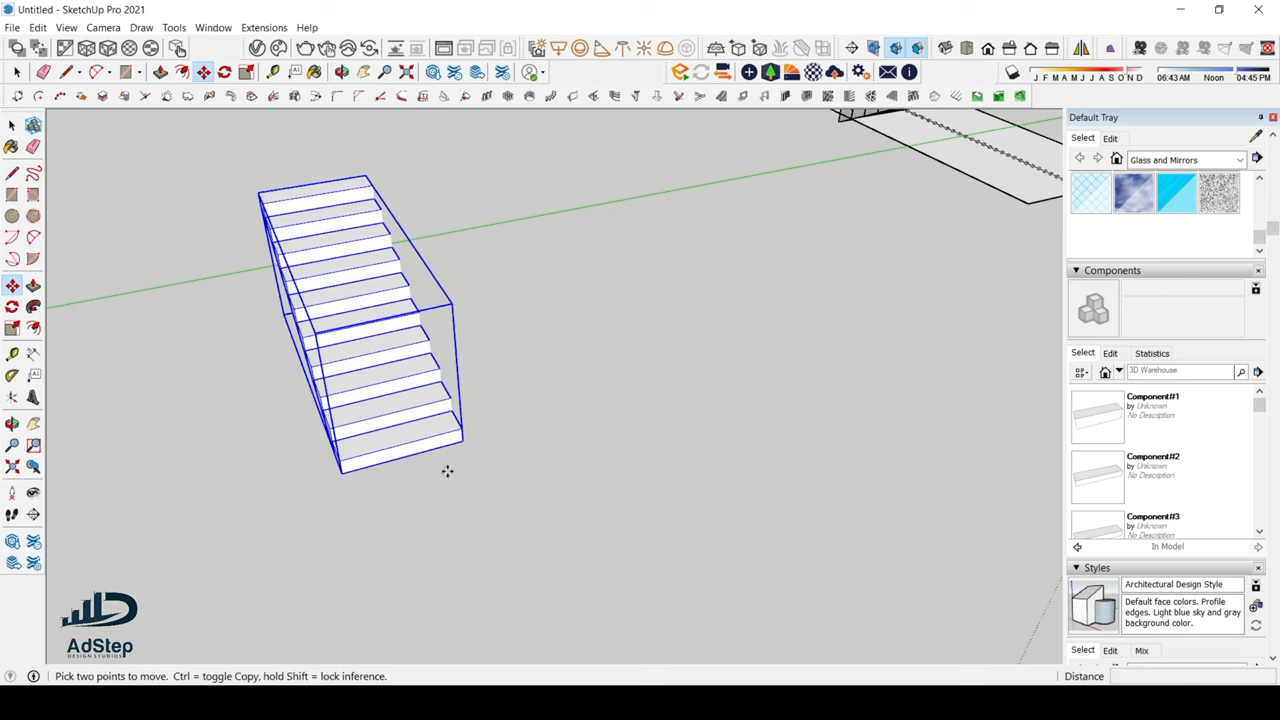 Untitled - SketchUp Pro 2021
File Edit View Camera Draw Tools Window Help
Extensions
J F M A M J J A S O N D
06:43 AM Noon 04:45 PM
Default Tray
Select Edit
Glass and Mirrors
Components
Select Edit Statistics
3D Warehouse
Component#1
by Unknown
No Description
Component#2
by Unknown
No Description
Component#3
by Unknown
No Description
In Model
Styles
Architectural Design Style
Default face colors. Profile
edges. Light blue sky and gray
background color.
Select Edit Mix
AdStep
DESIGN STUDIOS
Pick two points to move. Ctrl = toggle Copy, hold Shift = lock inference.
Distance